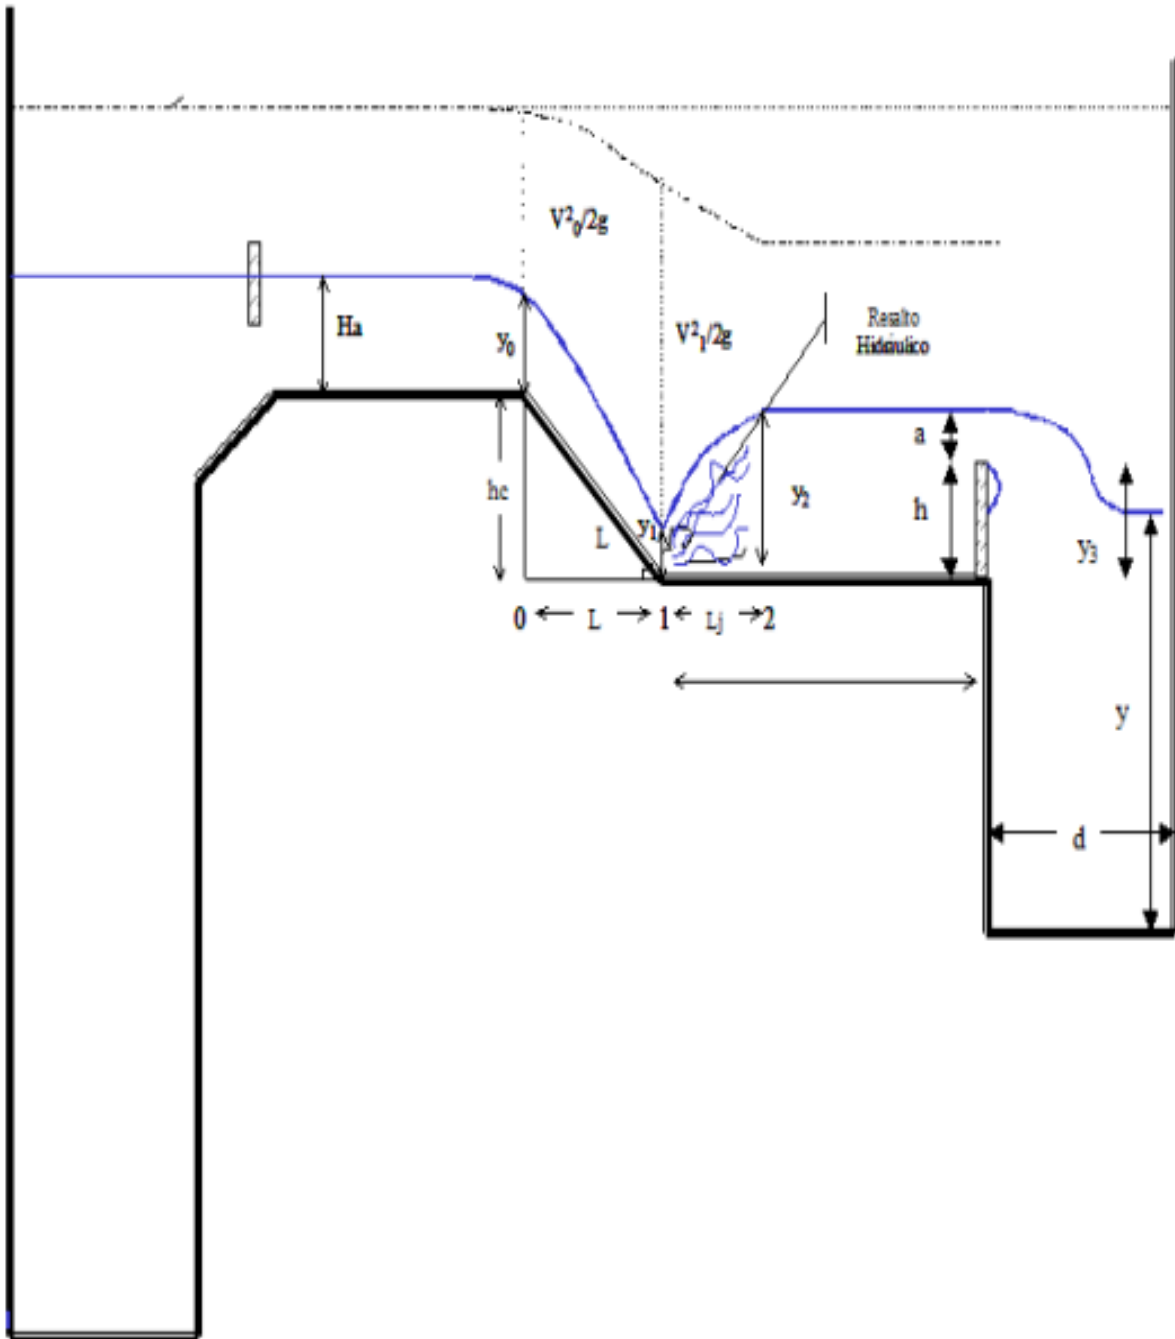 V²₀/2g
Ha
y₀
V²₁/2g
Resalto
Hidráulico
a
hc
y₁
y₂
h
L
y₃
0
L
1
Lj
2
y
d